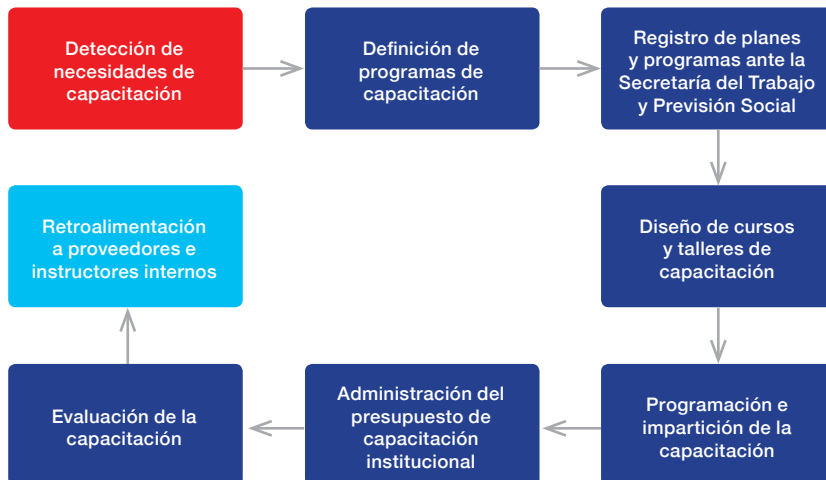 Detección de
necesidades de
capacitación
Definición de
programas de
capacitación
Registro de planes
y programas ante la
Secretaría del Trabajo
y Previsión Social
Diseño de cursos
y talleres de
capacitación
Programación e
impartición de la
capacitación
Administración del
presupuesto de
capacitación
institucional
Evaluación de la
capacitación
Retroalimentación
a proveedores e
instructores internos